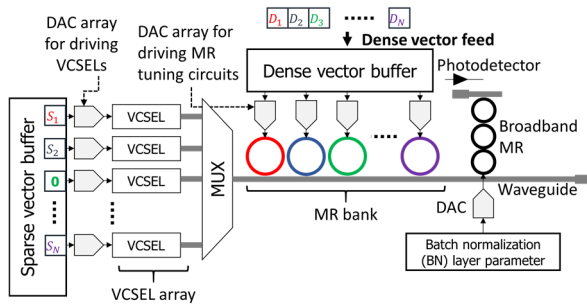 DAC array
for driving
VCSELs
DAC array for
driving MR
tuning circuits
D1 D2 D3 ..... DN
Dense vector feed
Dense vector buffer
Photodetector
Broadband
MR
Sparse vector buffer
S1
VCSEL
S2
VCSEL
0
VCSEL
SN
VCSEL
MUX
.....
Waveguide
MR bank
DAC
VCSEL array
Batch normalization
(BN) layer parameter